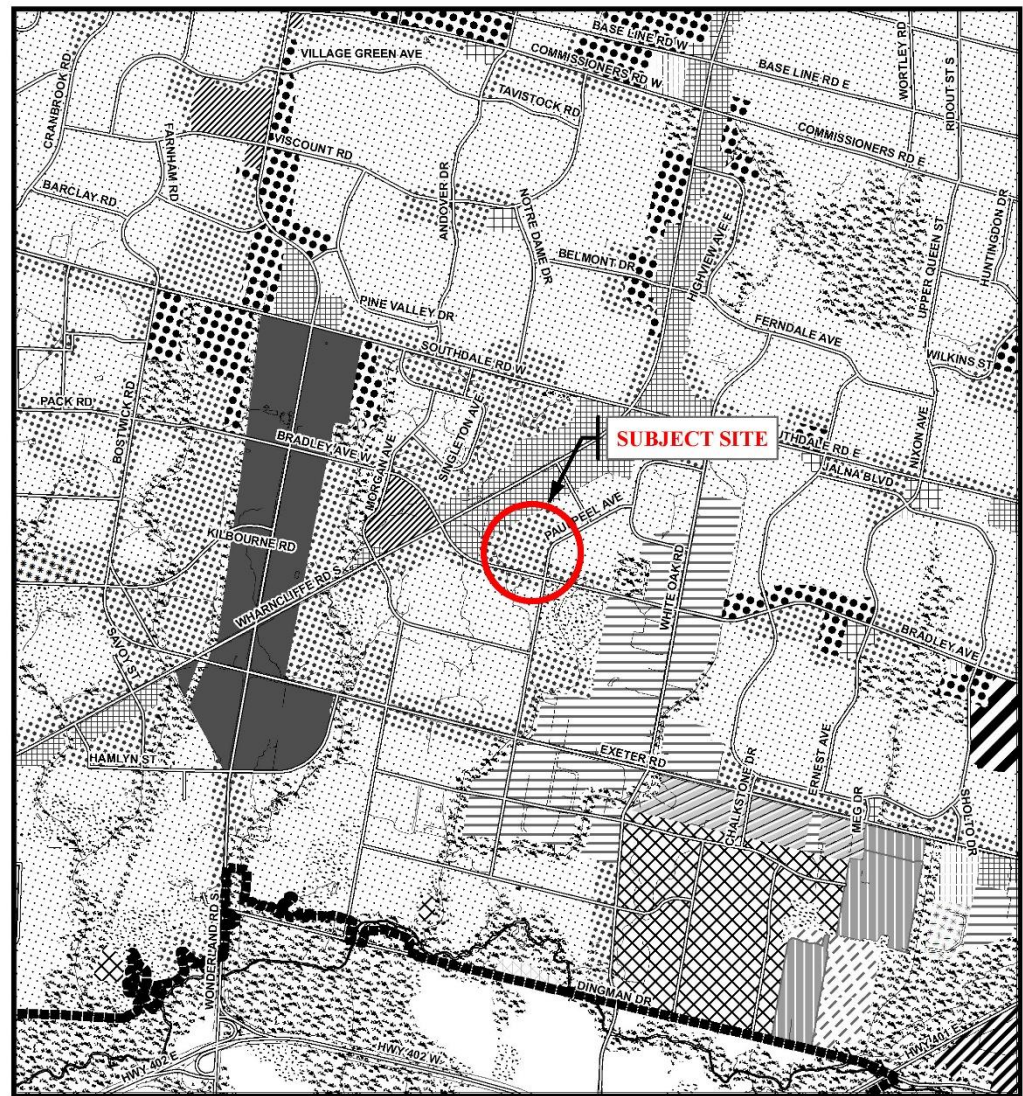 BASE LINE RD W
VILLAGE GREEN AVE
COMMISSIONERS RD W
WORTLEY RD
RIDOUT ST S
CRANBROOK RD
BASE LINE RD E
TAVISTOCK RD
FARNHAM RD
VISCOUNT RD
COMMISSIONERS RD E
BARCLAY RD
ANDOVER DR
NOTRE DAME DR
HUNTINGDON DR
UPPER QUEEN ST
BELMONT DR
HIGHVIEW AVE E
PINE VALLEY DR
FERNDALE AVE
SOUTHDALE RD W
WILKINS ST
PACK RD
BOSTWICK RD
BRADLEY AVE W
MORGAN AVE
SINGLETON AVE
SUBJECT SITE
THDALE RD E
NIXON AVE
JALNA BLVD
PAUL PEEL AVE
KILBOURNE RD
WHITE OAK RD
WHARNCLIFFE RD S
BRADLEY AVE
SAVOY ST
EXETER RD
HAMLYN ST
CHALKSTONE DR
ERNEST AVE
MEG DR
SHOLTO DR
WONDERLAND RD S
DINGMAN DR
HWY 402 E
HWY 402 W
HWY 401 E